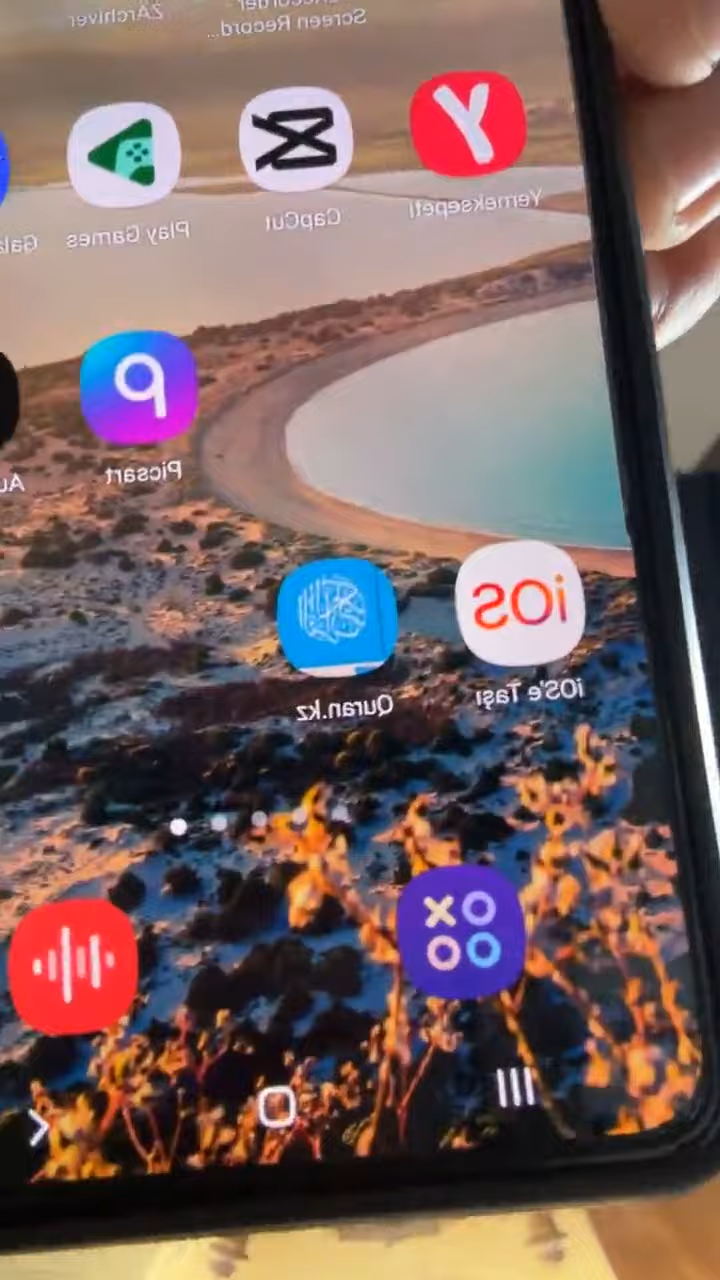 Screen Record...
ZArchiver
Yemeksepeti
CapCut
Play Games
Picsart
iOS
iOS'e Taşı
Quran.kz